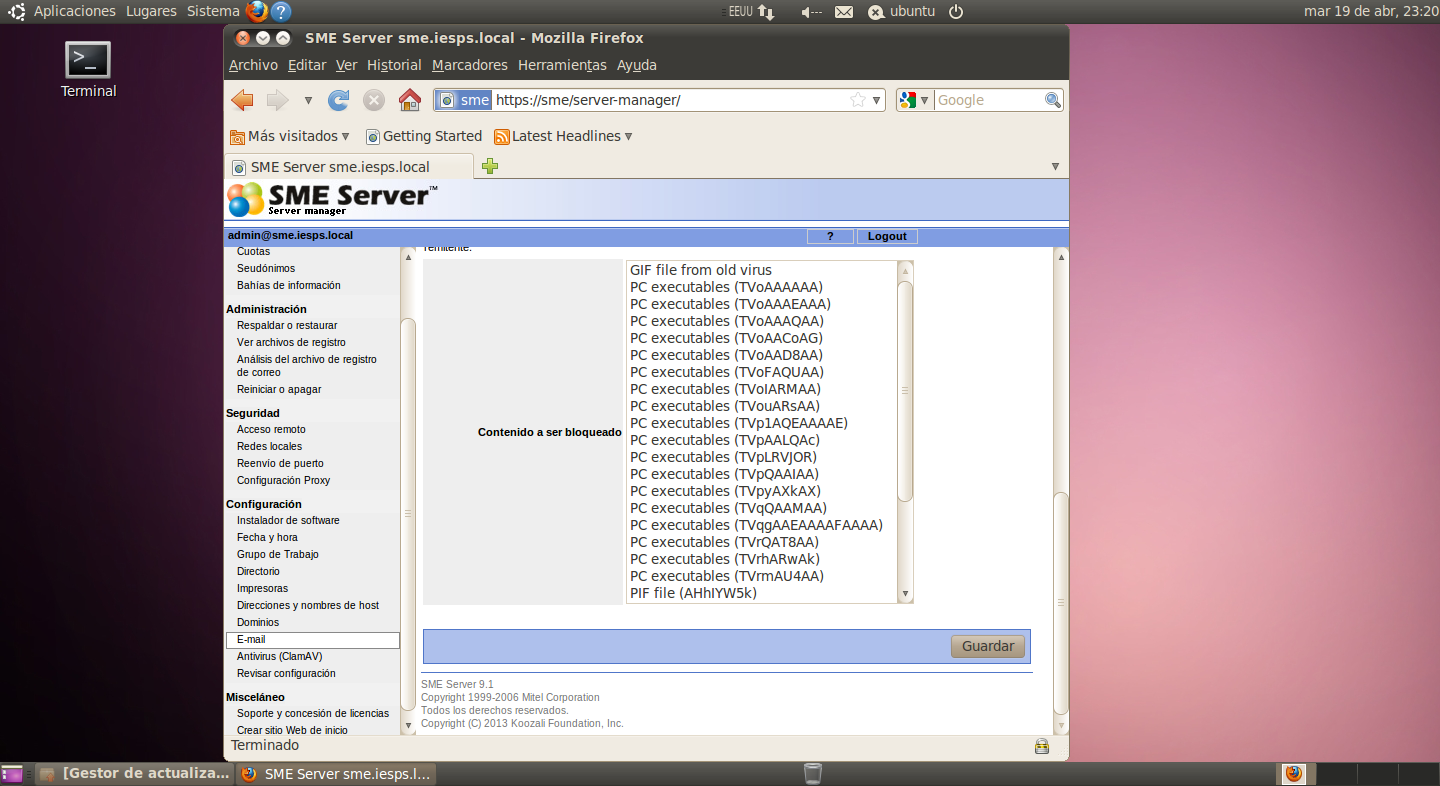 Aplicaciones Lugares Sistema ? EEUU ubuntu mar 19 de abr, 23:20
Terminal
SME Server sme.iesps.local - Mozilla Firefox
Archivo Editar Ver Historial Marcadores Herramientas Ayuda
sme https://sme/server-manager/ Google
Más visitados Getting Started Latest Headlines
SME Server sme.iesps.local
SME Server™
Server manager
admin@sme.iesps.local ? Logout
Cuotas
Seudónimos
Bahías de información
Administración
Respaldar o restaurar
Ver archivos de registro
Análisis del archivo de registro
de correo
Reiniciar o apagar
Seguridad
Acceso remoto
Redes locales
Reenvío de puerto
Configuración Proxy
Configuración
Instalador de software
Fecha y hora
Grupo de Trabajo
Directorio
Impresoras
Direcciones y nombres de host
Dominios
E-mail
Antivirus (ClamAV)
Revisar configuración
Misceláneo
Soporte y concesión de licencias
Crear sitio Web de inicio
remitente.
Contenido a ser bloqueado
GIF file from old virus
PC executables (TVoAAAAAA)
PC executables (TVoAAAEAAA)
PC executables (TVoAAAQAA)
PC executables (TVoAACoAG)
PC executables (TVoAAD8AA)
PC executables (TVoFAQUAA)
PC executables (TVoIARMAA)
PC executables (TVouARsAA)
PC executables (TVp1AQEAAAAE)
PC executables (TVpAALQAc)
PC executables (TVpLRVJOR)
PC executables (TVpQAAIAA)
PC executables (TVpyAXkAX)
PC executables (TVqQAAMAA)
PC executables (TVqgAAEAAAAFAAAA)
PC executables (TVrQAT8AA)
PC executables (TVrhARwAk)
PC executables (TVrmAU4AA)
PIF file (AHhIYW5k)
Guardar
SME Server 9.1
Copyright 1999-2006 Mitel Corporation
Todos los derechos reservados.
Copyright (C) 2013 Koozali Foundation, Inc.
Terminado
[Gestor de actualiza... SME Server sme.iesps.l...